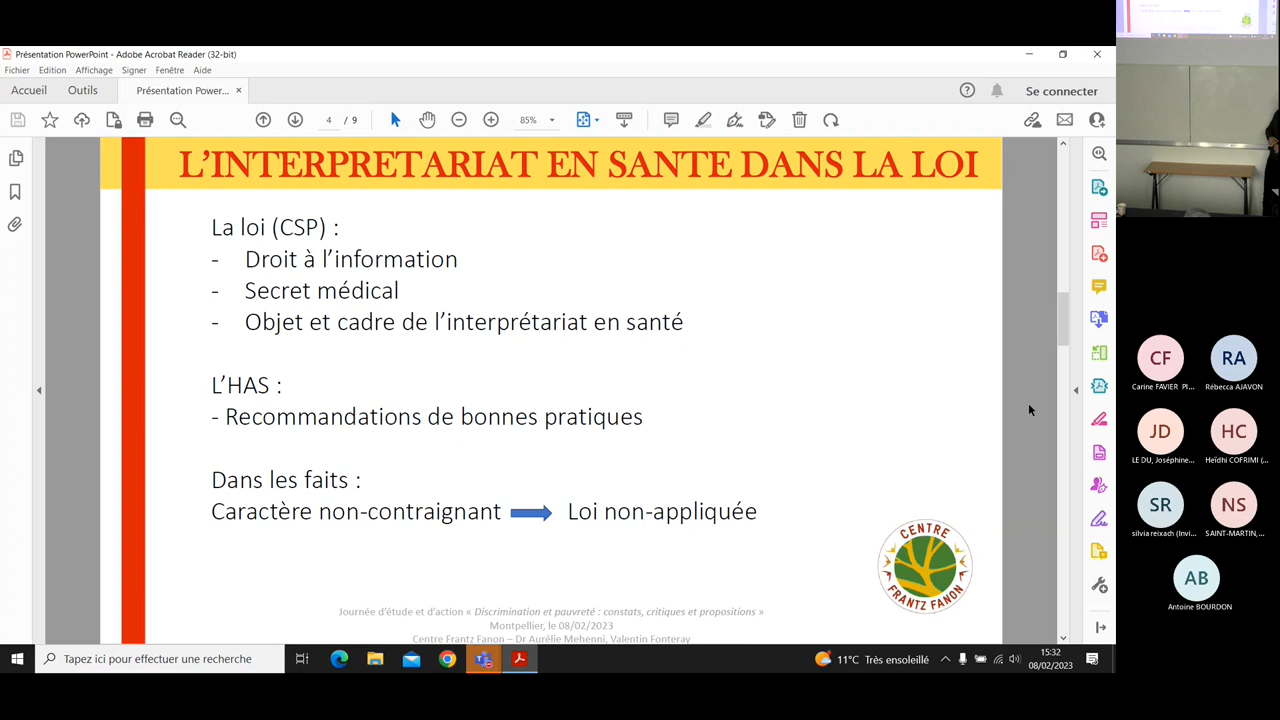 Présentation PowerPoint - Adobe Acrobat Reader (32-bit)
Fichier Edition Affichage Signer Fenêtre Aide
Accueil Outils Présentation Power... × Se connecter
4 / 9 85%
L'INTERPRETARIAT EN SANTE DANS LA LOI
La loi (CSP) :
- Droit à l'information
- Secret médical
- Objet et cadre de l'interprétariat en santé
L'HAS :
- Recommandations de bonnes pratiques
Dans les faits :
Caractère non-contraignant Loi non-appliquée
CENTRE
FRANTZ FANON
Journée d'étude et d'action « Discrimination et pauvreté : constats, critiques et propositions »
Montpellier, le 08/02/2023
Centre Frantz Fanon – Dr Aurélie Mehenni, Valentin Fonteray
CF RA
Carine FAVIER PI... Rébecca AJAVON
JD HC
LE DU, Joséphine... Heïdhi COFRIMI (...
SR NS
silvia reixach (Invi... SAINT-MARTIN,...
AB
Antoine BOURDON
Tapez ici pour effectuer une recherche
11°C Très ensoleillé
15:32
08/02/2023